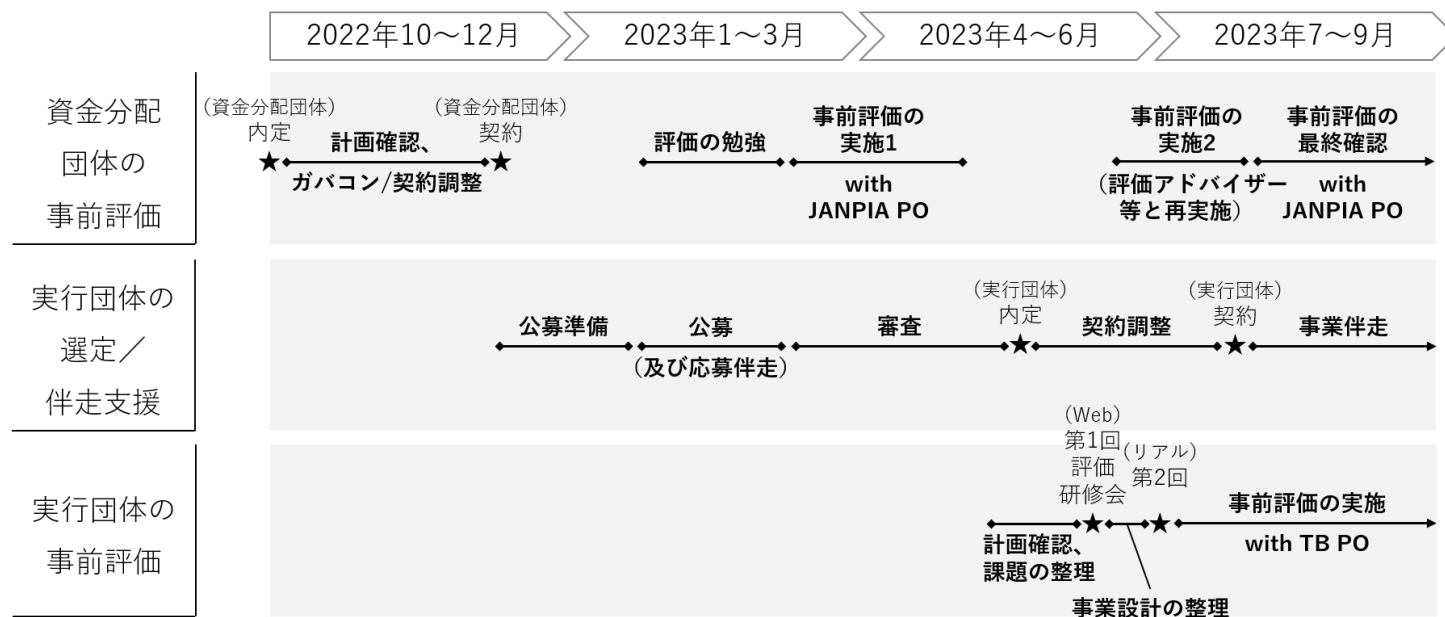 2022年10～12月
2023年1～3月
2023年4～6月
2023年7～9月
資金分配
団体の
事前評価
(資金分配団体)
内定
計画確認、
ガバコン/契約調整
(資金分配団体)
契約
評価の勉強
事前評価の
実施1
with
JANPIA PO
事前評価の
実施2
(評価アドバイザー
等と再実施)
事前評価の
最終確認
with
JANPIA PO
実行団体の
選定／
伴走支援
公募準備
公募
(及び応募伴走)
審査
(実行団体)
内定
契約調整
(実行団体)
契約
事業伴走
実行団体の
事前評価
計画確認、
課題の整理
(Web)
第1回
評価
研修会
事業設計の整理
(リアル)
第2回
事前評価の実施
with TB PO